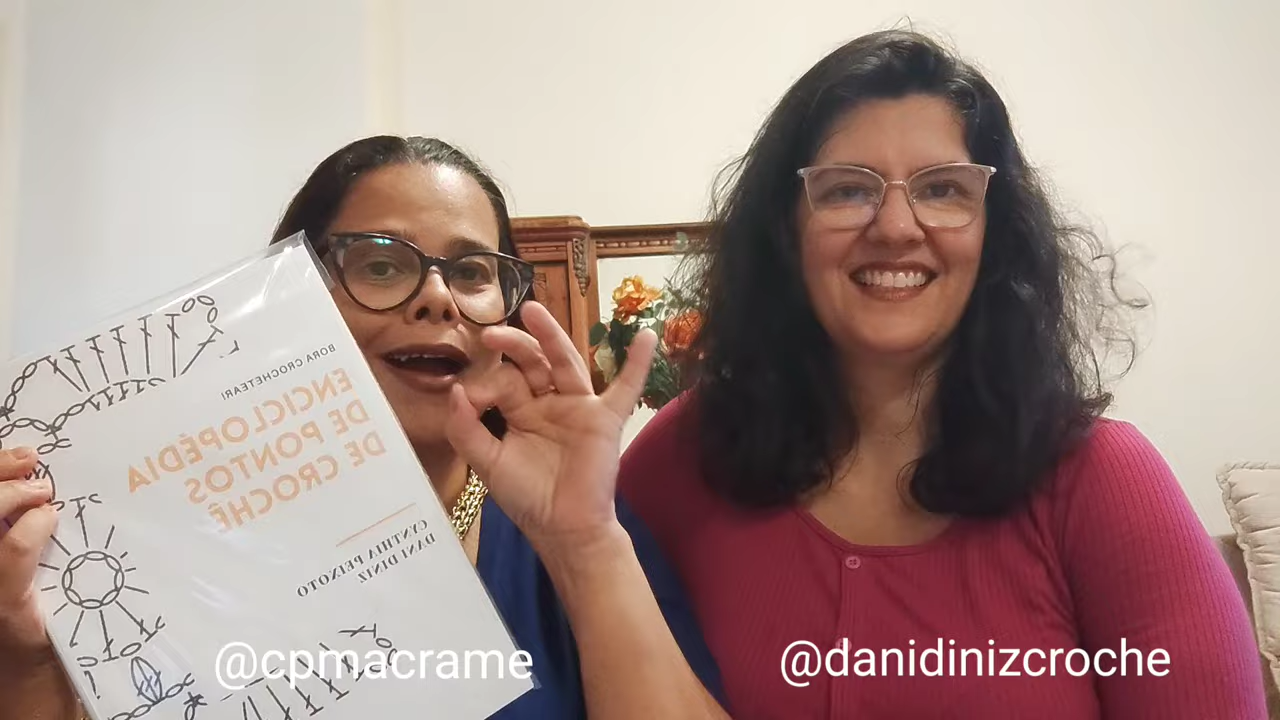 BORA CROCHETEAR!
ENCICLOPÉDIA
DE PONTOS
DE CROCHÊ
CYNTHIA PEIXOTO
DANI DINIZ
@cpmacrame
@danidinizcroche